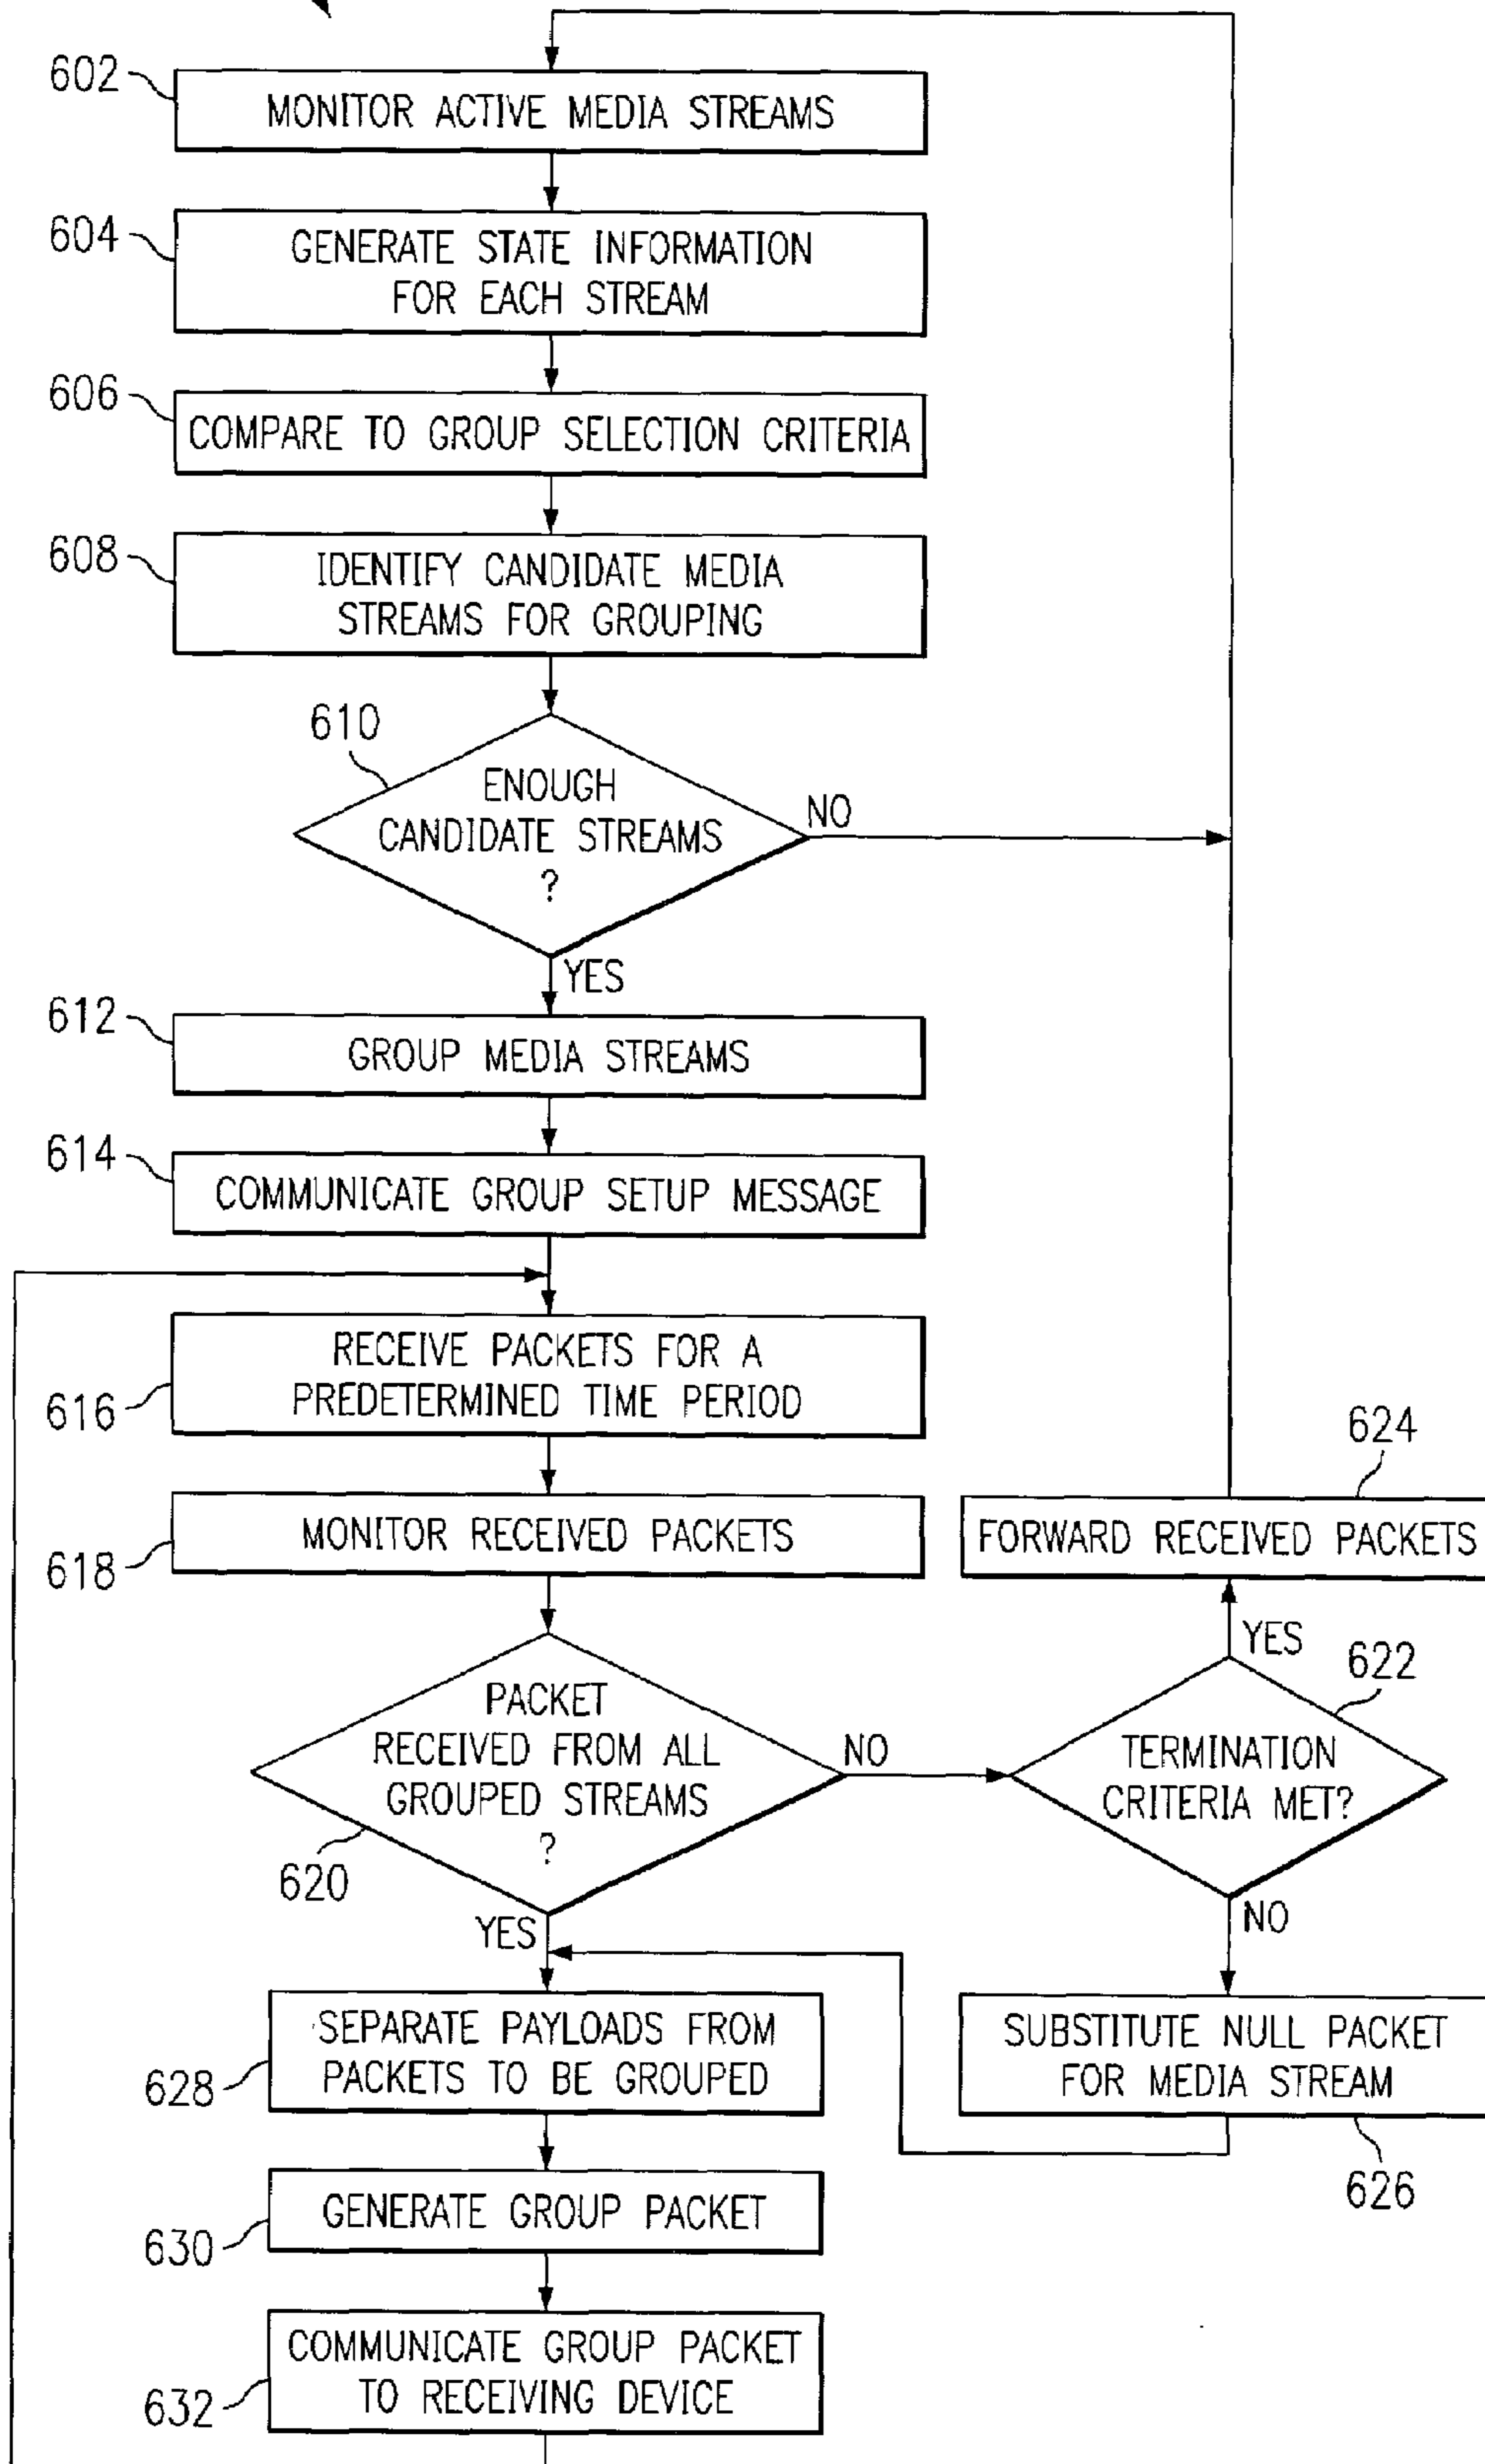 602
MONITOR ACTIVE MEDIA STREAMS
604
GENERATE STATE INFORMATION
FOR EACH STREAM
606
COMPARE TO GROUP SELECTION CRITERIA
608
IDENTIFY CANDIDATE MEDIA
STREAMS FOR GROUPING
610
ENOUGH
CANDIDATE STREAMS
?
NO
YES
612
GROUP MEDIA STREAMS
614
COMMUNICATE GROUP SETUP MESSAGE
RECEIVE PACKETS FOR A
PREDETERMINED TIME PERIOD
616
624
MONITOR RECEIVED PACKETS
618
FORWARD RECEIVED PACKETS
YES
622
PACKET
RECEIVED FROM ALL
GROUPED STREAMS
?
620
NO
TERMINATION
CRITERIA MET?
YES
NO
SEPARATE PAYLOADS FROM
PACKETS TO BE GROUPED
628
SUBSTITUTE NULL PACKET
FOR MEDIA STREAM
626
GENERATE GROUP PACKET
630
COMMUNICATE GROUP PACKET
TO RECEIVING DEVICE
632